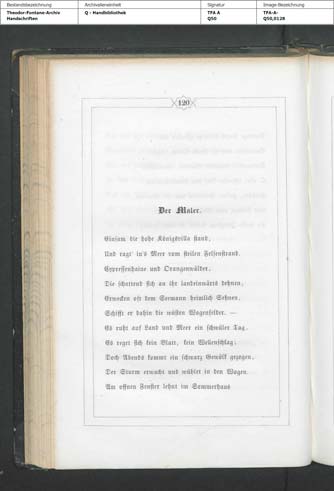 Bestandsbezeichnung Archivalieneinheit Signatur Image-Bezeichnung
Theodor-Fontane-Archiv Q - Handbibliothek TFA A TFA-A-
Handschriften Q50 Q50,0128
120
Der Maler.
Einsam die hohe Königsvilla stand,
Und ragt' in's Meer vom steilen Felsenstrand.
Cypressenhaine und Orangenwälder,
Die schattend sich an ihr landeinwärts dehnen,
Erwecken oft dem Seemann heimlich Sehnen,
Schifft er dahin die wüsten Wogenfelder. —
Es ruht auf Land und Meer ein schwüler Tag,
Es reget sich kein Blatt, kein Wellenschlag;
Doch Abends kommt ein schwarz Gewölk gezogen,
Der Sturm erwacht und wühlet in den Wogen.
Am offnen Fenster lehnt im Sommerhaus